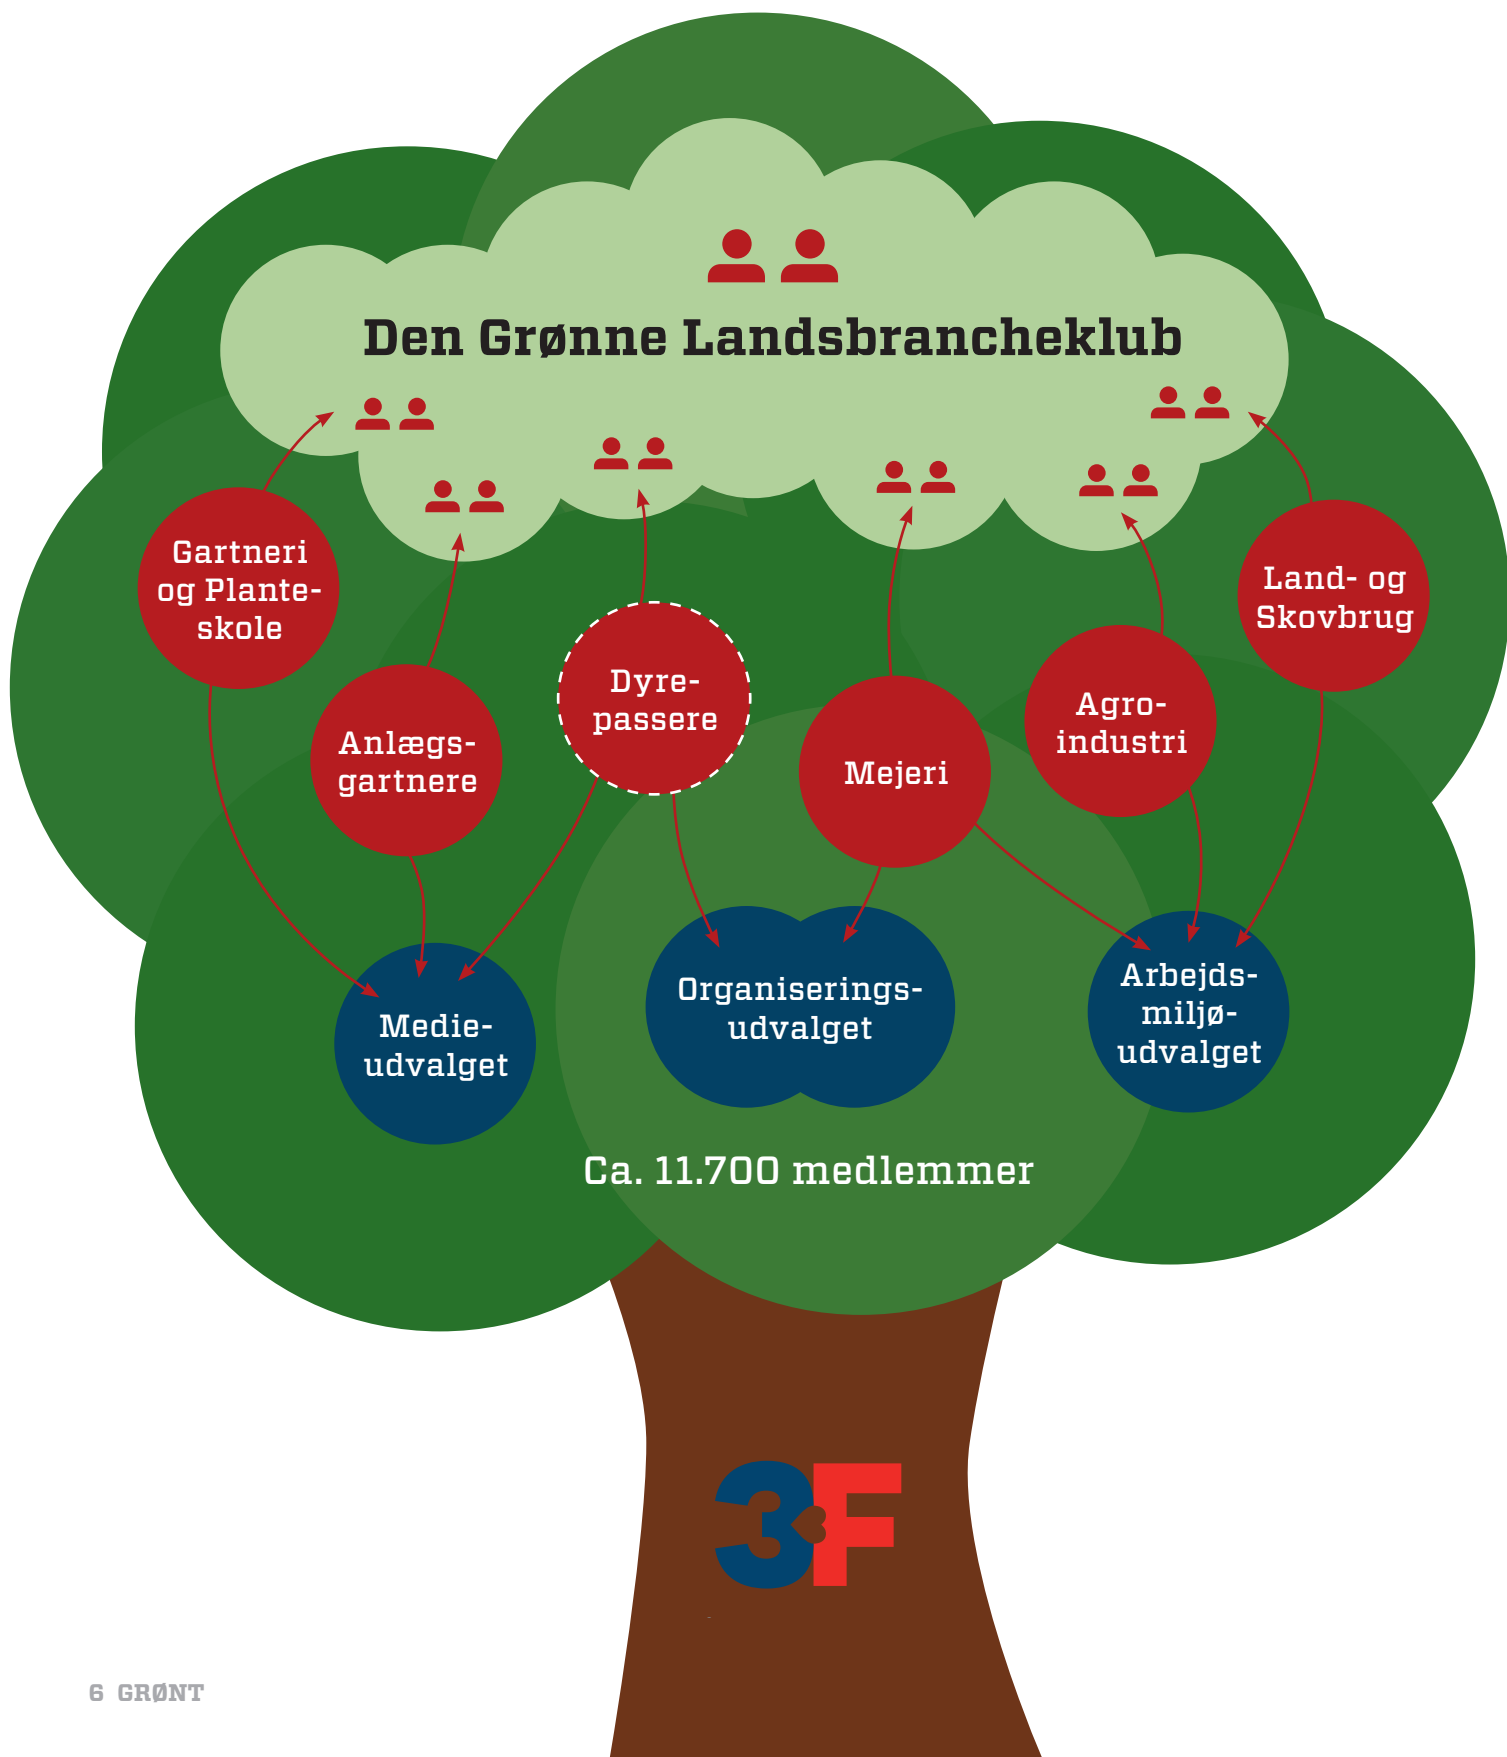 Den Grønne Landsbrancheklub
Gartneri
og Plante-
skole
Anlægs-
gartnere
Dyre-
passere
Mejeri
Agro-
industri
Land- og
Skovbrug
Medie-
udvalget
Organiserings-
udvalget
Arbejds-
miljø-
udvalget
Ca. 11.700 medlemmer
3F
6 GRØNT